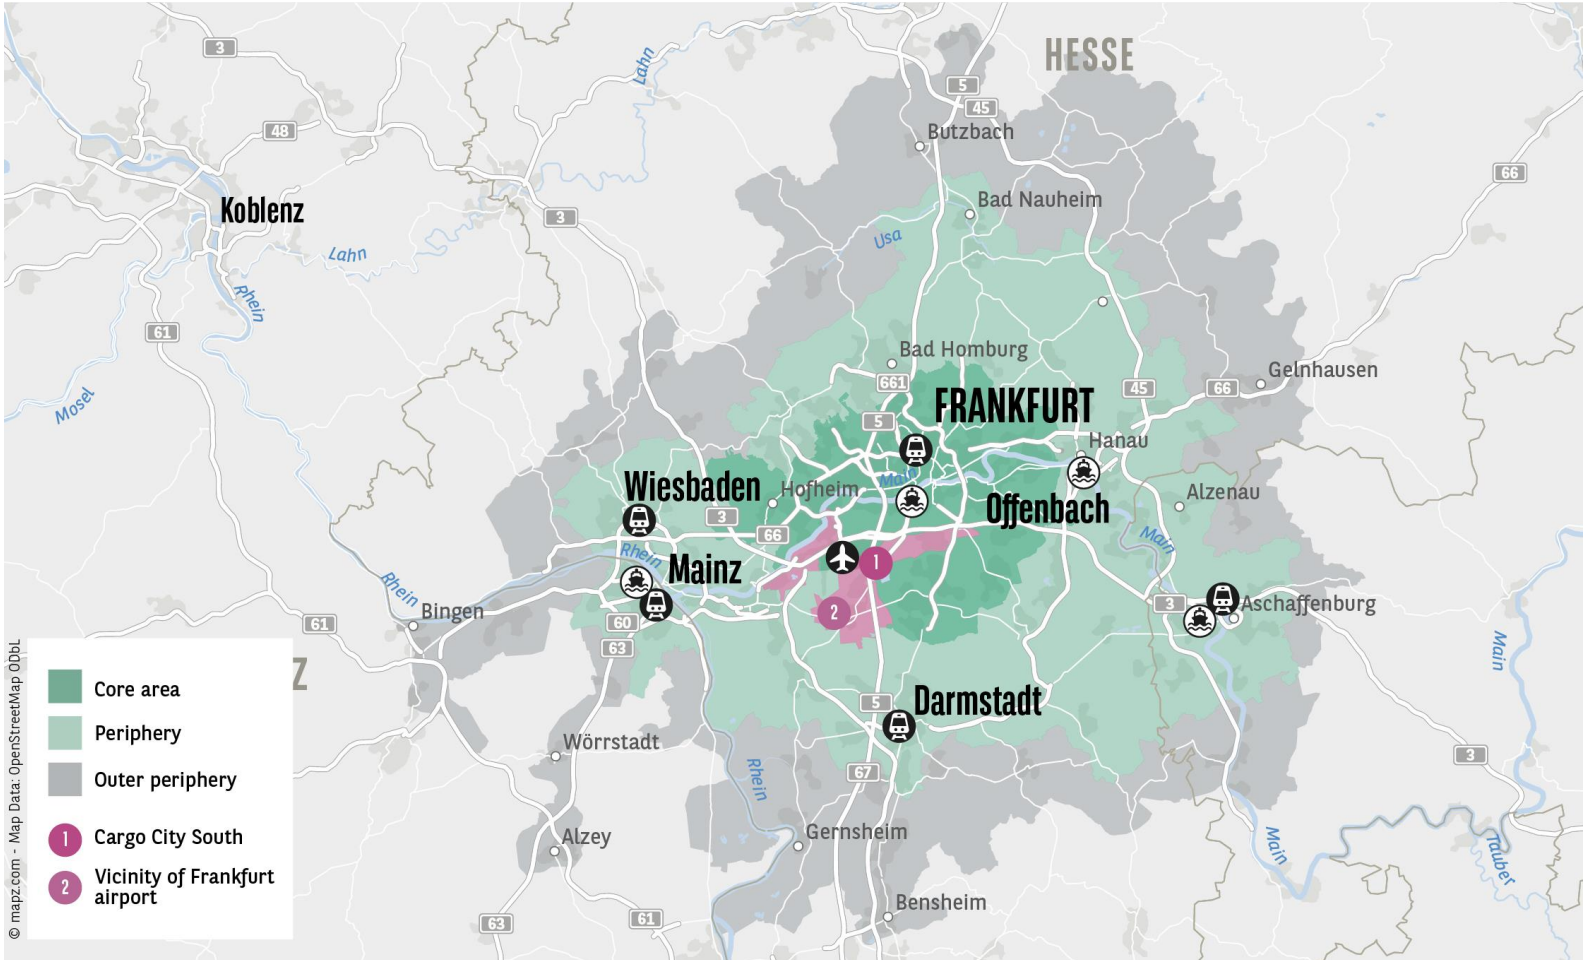 HESSE
3
Lahn
5
45
48
Butzbach
66
Koblenz
3
Bad Nauheim
Usa
Lahn
Rhein
61
Bad Homburg
Gelnhausen
661
45
66
Mosel
FRANKFURT
5
Hanau
Wiesbaden
Hofheim
Main
Alzenau
Offenbach
3
66
Main
Rhein
Mainz
1
2
Rhein
Bingen
3
Aschaffenburg
61
60
63
Main
Z
5
Darmstadt
Wörrstadt
3
67
Rhein
Gernsheim
Alzey
Main
Tauber
Bensheim
63
61
Core area
Periphery
Outer periphery
1 Cargo City South
2 Vicinity of Frankfurt
airport
© mapz.com - Map Data: OpenStreetMap ODbL